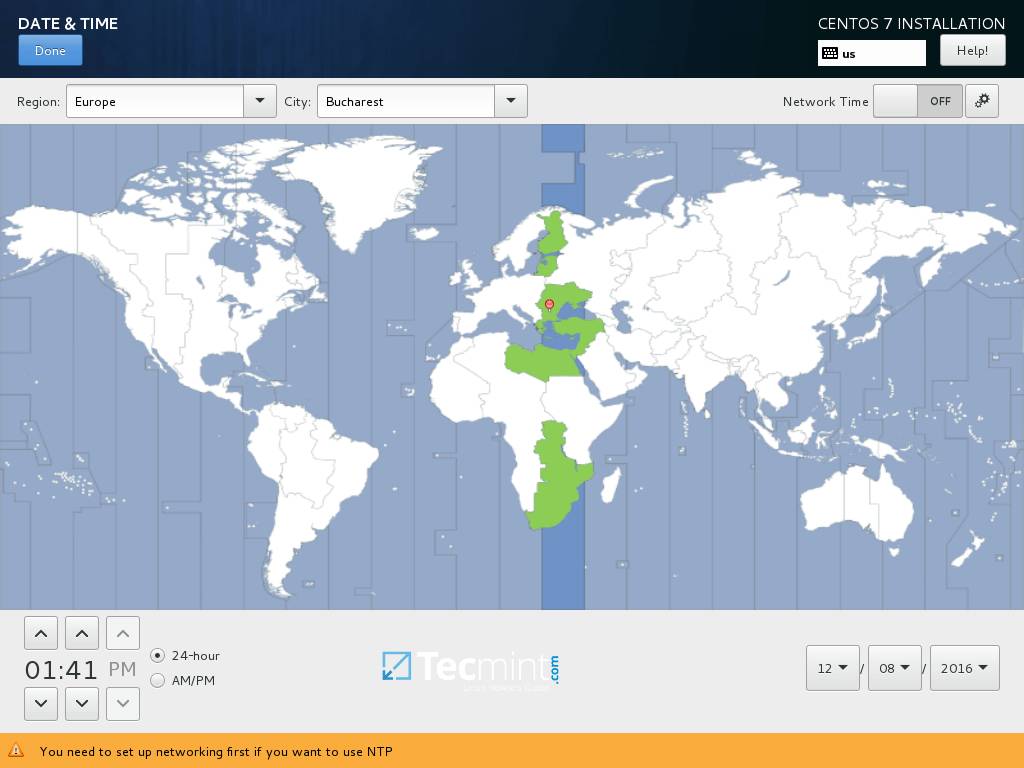 DATE & TIME
CENTOS 7 INSTALLATION
Done
us
Help!
Region: Europe City: Bucharest Network Time OFF
01:41 PM
24-hour
AM/PM
Tecmint.com
12 / 08 / 2016
You need to set up networking first if you want to use NTP